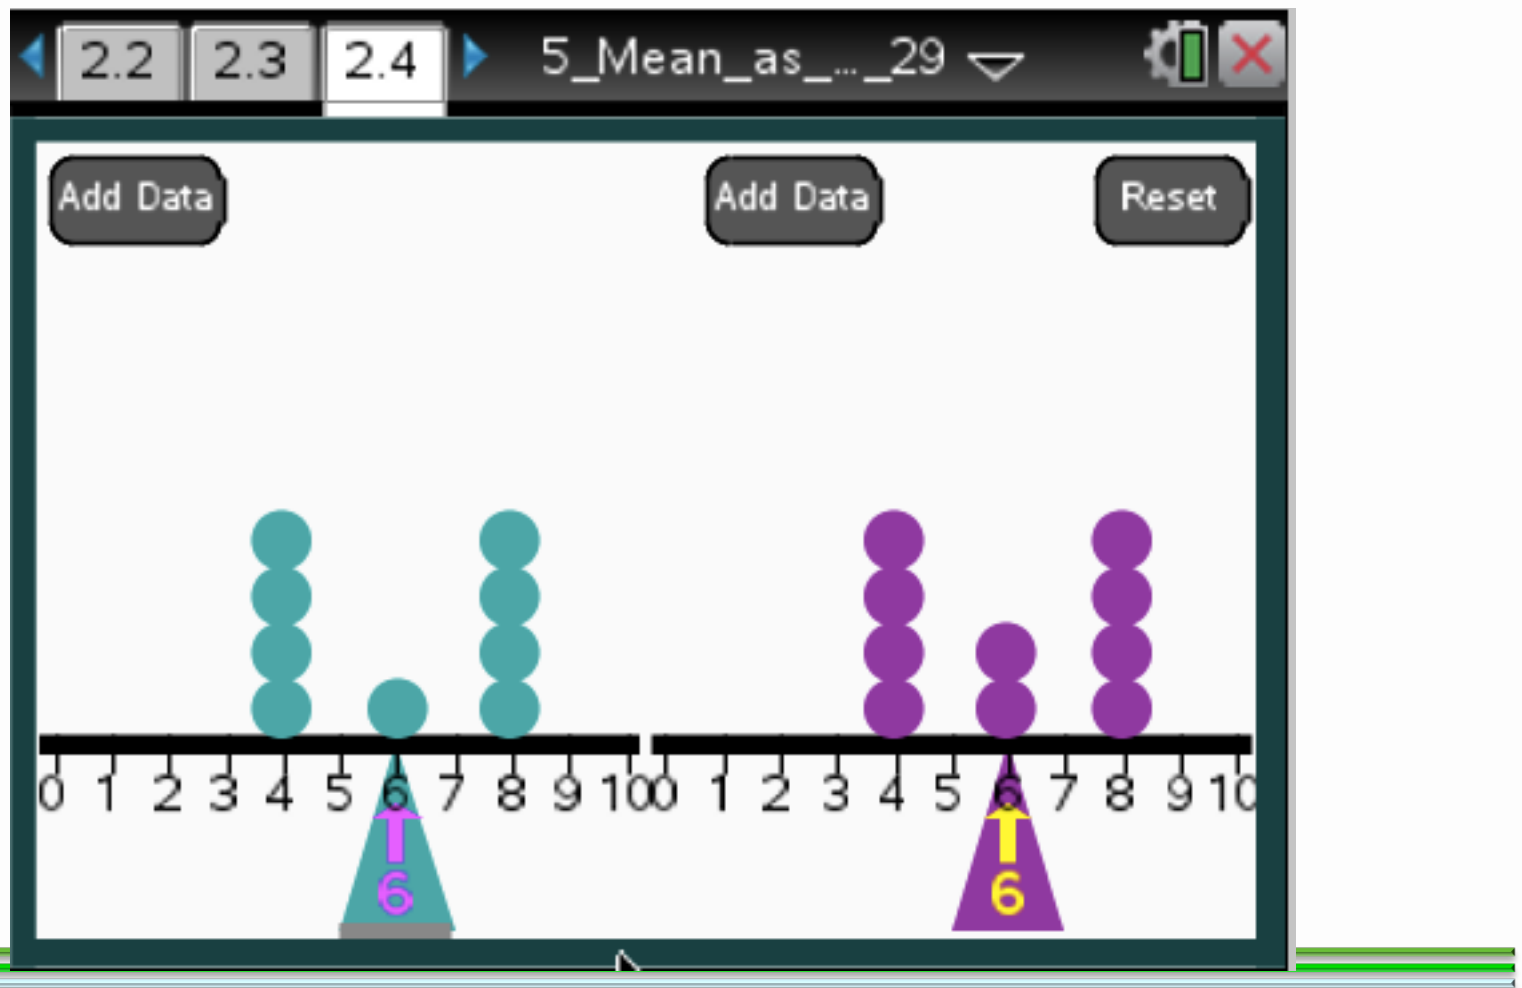 2.2 2.3 2.4 5_Mean_as_..._29
Add Data Add Data Reset
0 1 2 3 4 5 6 7 8 9 10 0 1 2 3 4 5 6 7 8 9 10
6 6